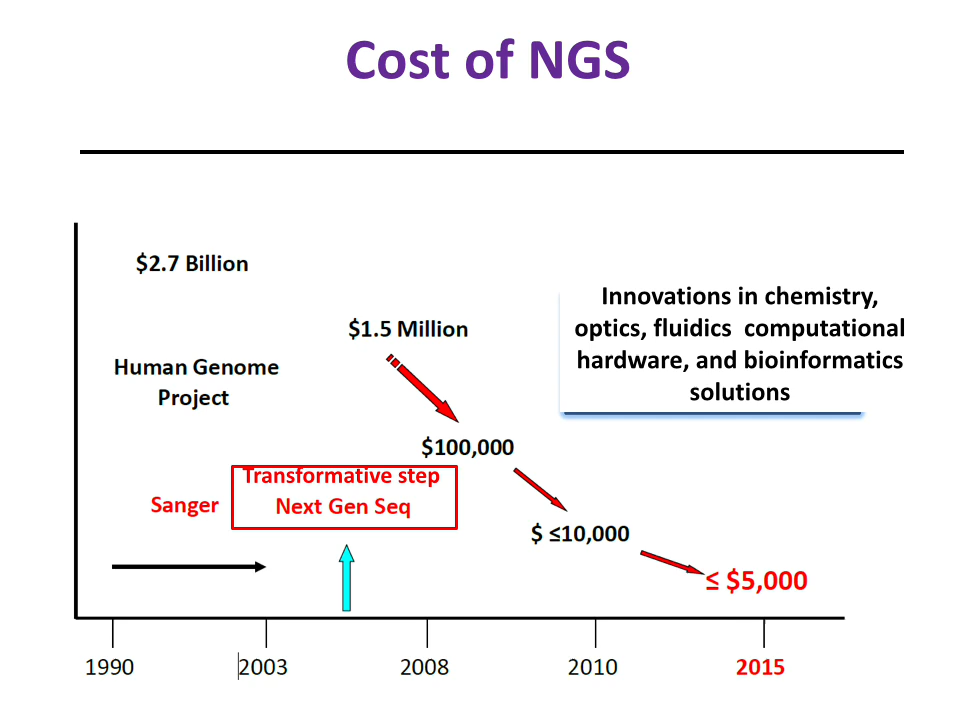 Cost of NGS
$2.7 Billion
Innovations in chemistry,
optics, fluidics  computational
hardware, and bioinformatics
solutions
$1.5 Million
Human Genome
Project
$100,000
Transformative step
Next Gen Seq
Sanger
$ ≤10,000
≤ $5,000
1990
2003
2008
2010
2015